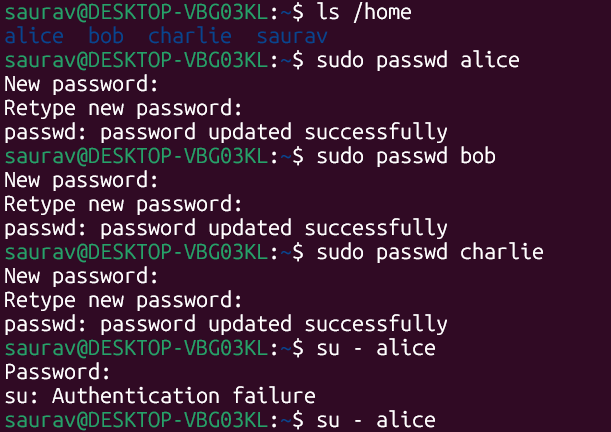 saurav@DESKTOP-VBG03KL:~$ ls /home
alice  bob  charlie  saurav
saurav@DESKTOP-VBG03KL:~$ sudo passwd alice
New password:
Retype new password:
passwd: password updated successfully
saurav@DESKTOP-VBG03KL:~$ sudo passwd bob
New password:
Retype new password:
passwd: password updated successfully
saurav@DESKTOP-VBG03KL:~$ sudo passwd charlie
New password:
Retype new password:
passwd: password updated successfully
saurav@DESKTOP-VBG03KL:~$ su - alice
Password:
su: Authentication failure
saurav@DESKTOP-VBG03KL:~$ su - alice